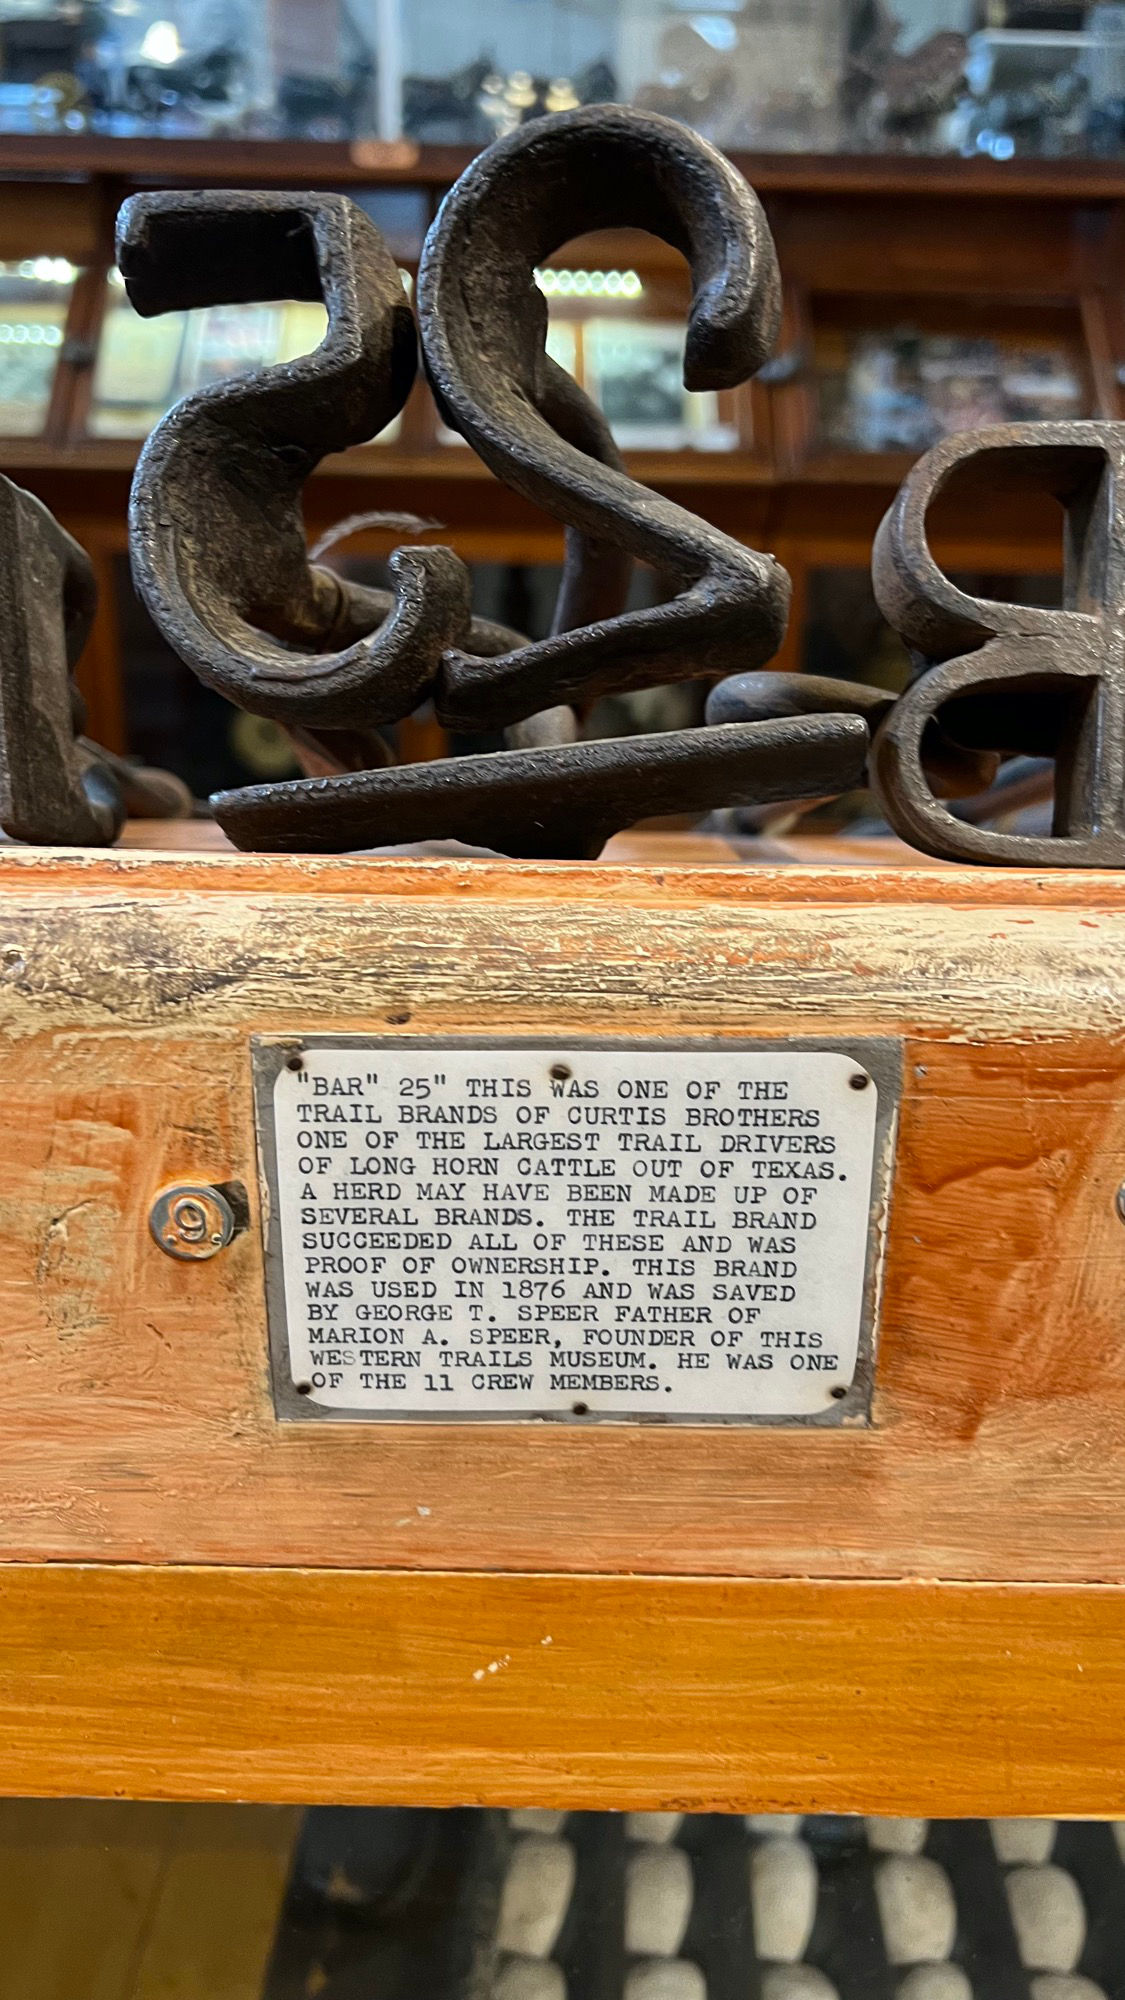 25
B
9
"BAR" 25" THIS WAS ONE OF THE
TRAIL BRANDS OF CURTIS BROTHERS
ONE OF THE LARGEST TRAIL DRIVERS
OF LONG HORN CATTLE OUT OF TEXAS.
A HERD MAY HAVE BEEN MADE UP OF
SEVERAL BRANDS. THE TRAIL BRAND
SUCCEEDED ALL OF THESE AND WAS
PROOF OF OWNERSHIP. THIS BRAND
WAS USED IN 1876 AND WAS SAVED
BY GEORGE T. SPEER FATHER OF
MARION A. SPEER, FOUNDER OF THIS
WESTERN TRAILS MUSEUM. HE WAS ONE
OF THE 11 CREW MEMBERS.